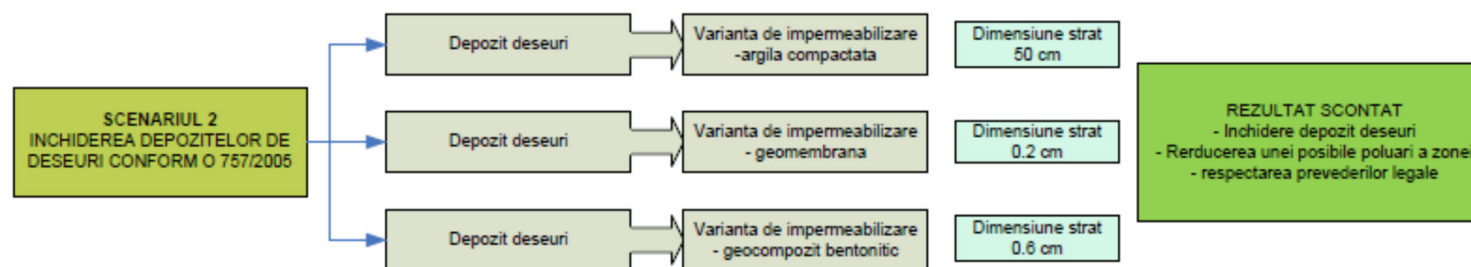 SCENARIUL 2
INCHIDEREA DEPOZITELOR DE
DESEURI CONFORM O 757/2005
Depozit deseuri
Varianta de impermeabilizare
-argila compactata
Dimensiune strat
50 cm
Depozit deseuri
Varianta de impermeabilizare
- geomembrana
Dimensiune strat
0.2 cm
Depozit deseuri
Varianta de impermeabilizare
- geocompozit bentonitic
Dimensiune strat
0.6 cm
REZULTAT SCONTAT
- Inchidere depozit deseuri
- Rerducerea unei posibile poluari a zonei
- respectarea prevederilor legale